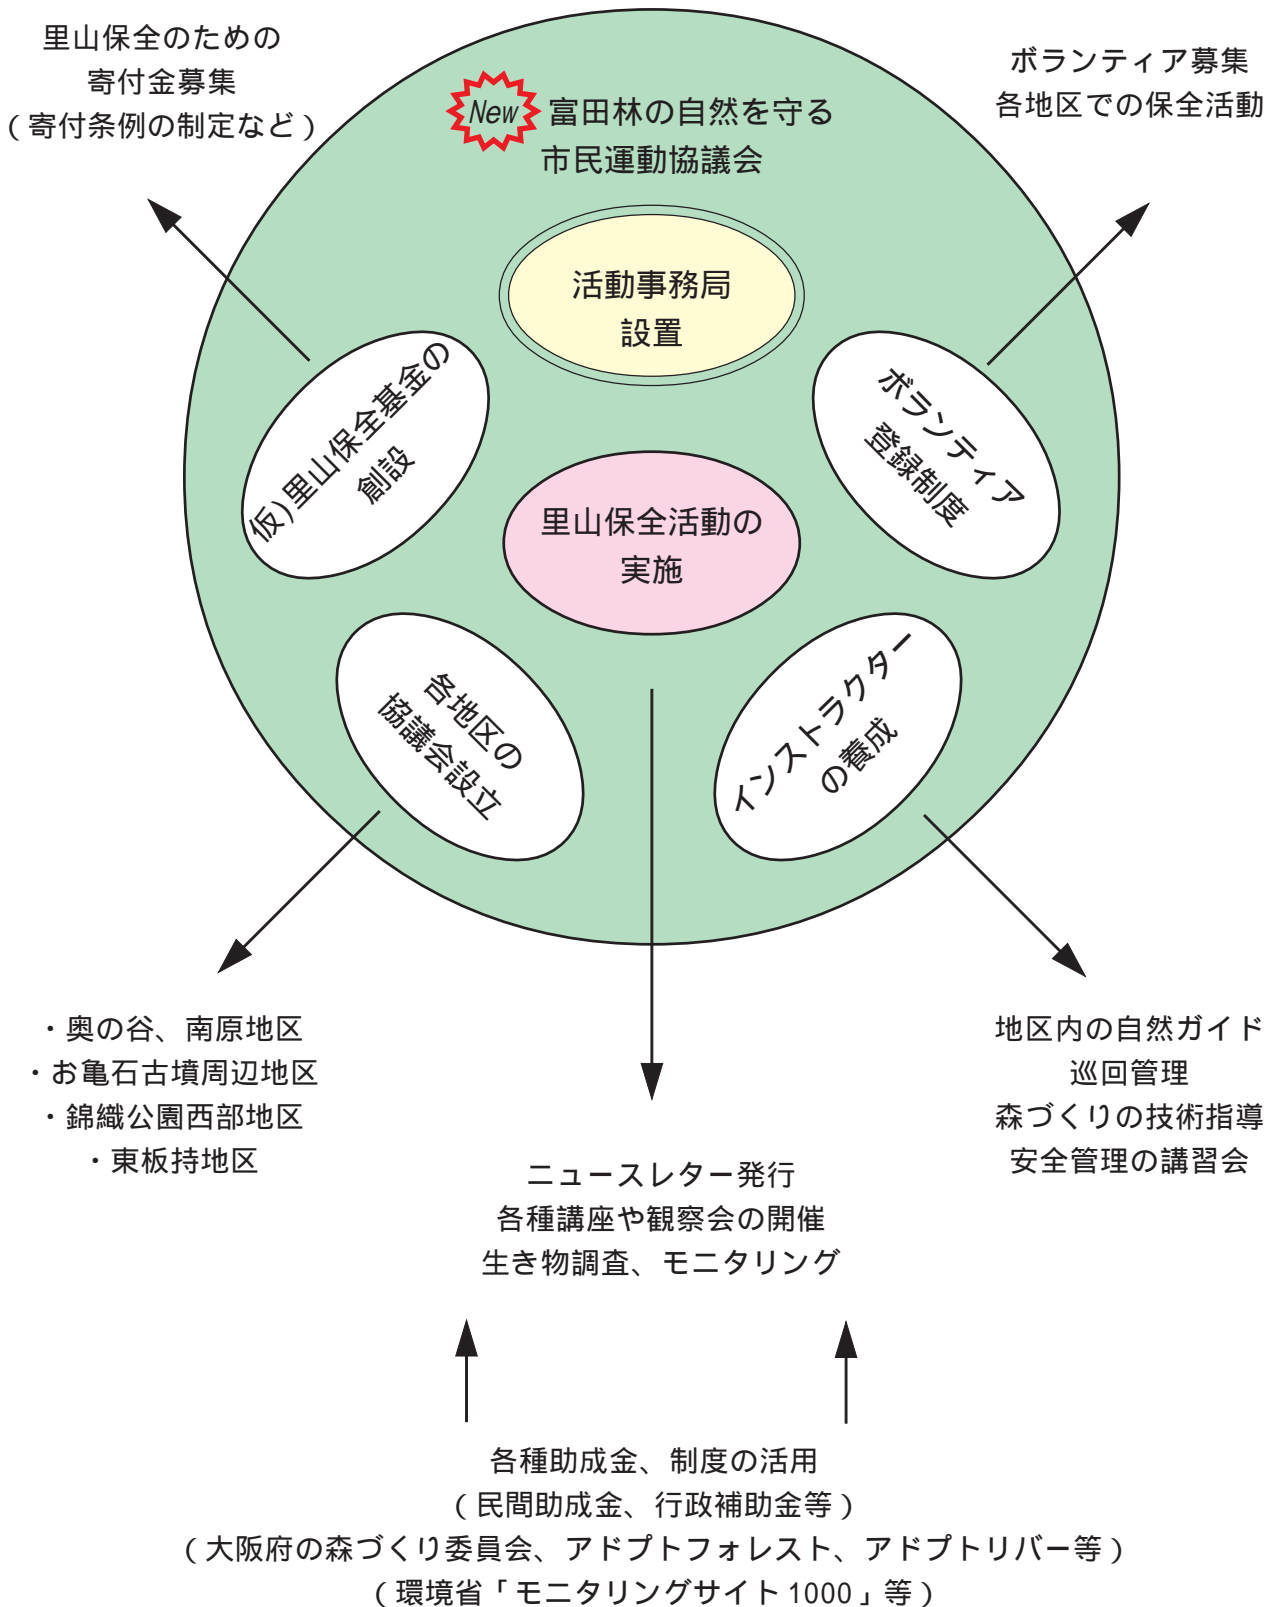 里山保全のための
寄付金募集
(寄付条例の制定など)
ボランティア募集
各地区での保全活動
New 富田林の自然を守る
市民運動協議会
活動事務局
設置
仮)里山保全基金の
創設
ボランティア
登録制度
里山保全活動の
実施
各地区の
協議会設立
インストラクター
の養成
・奥の谷、南原地区
・お亀石古墳周辺地区
・錦織公園西部地区
・東板持地区
地区内の自然ガイド
巡回管理
森づくりの技術指導
安全管理の講習会
ニュースレター発行
各種講座や観察会の開催
生き物調査、モニタリング
各種助成金、制度の活用
(民間助成金、行政補助金等)
(大阪府の森づくり委員会、アドプトフォレスト、アドプトリバー等)
(環境省「モニタリングサイト1000」等)